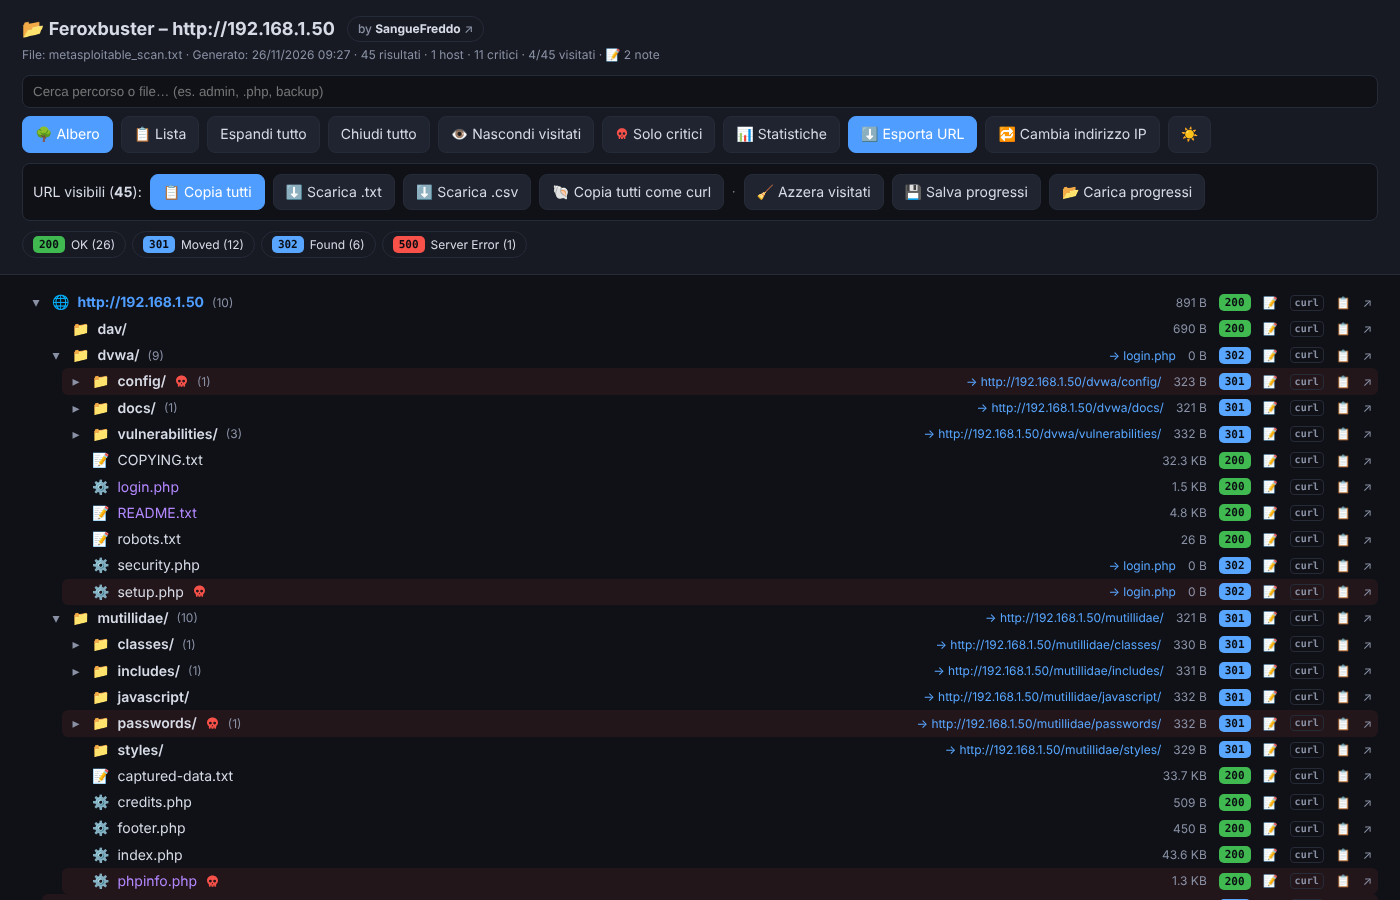 Feroxbuster – http://192.168.1.50 by SangueFreddo ↗
File: metasploitable_scan.txt · Generato: 26/11/2026 09:27 · 45 risultati · 1 host · 11 critici · 4/45 visitati · 📝 2 note
Cerca percorso o file… (es. admin, .php, backup)
Albero Lista Espandi tutto Chiudi tutto Nascondi visitati Solo critici Statistiche Esporta URL Cambia indirizzo IP
URL visibili (45): Copia tutti Scarica .txt Scarica .csv Copia tutti come curl · Azzera visitati Salva progressi Carica progressi
200 OK (26) 301 Moved (12) 302 Found (6) 500 Server Error (1)
▼ http://192.168.1.50 (10) 891 B 200 curl ↗
dav/ 690 B 200 curl ↗
▼ dvwa/ (9) → login.php 0 B 302 curl ↗
▶ config/ (1) → http://192.168.1.50/dvwa/config/ 323 B 301 curl ↗
▶ docs/ (1) → http://192.168.1.50/dvwa/docs/ 321 B 301 curl ↗
▶ vulnerabilities/ (3) → http://192.168.1.50/dvwa/vulnerabilities/ 332 B 301 curl ↗
COPYING.txt 32.3 KB 200 curl ↗
login.php 1.5 KB 200 curl ↗
README.txt 4.8 KB 200 curl ↗
robots.txt 26 B 200 curl ↗
security.php → login.php 0 B 302 curl ↗
setup.php → login.php 0 B 302 curl ↗
▼ mutillidae/ (10) → http://192.168.1.50/mutillidae/ 321 B 301 curl ↗
▶ classes/ (1) → http://192.168.1.50/mutillidae/classes/ 330 B 301 curl ↗
▶ includes/ (1) → http://192.168.1.50/mutillidae/includes/ 331 B 301 curl ↗
javascript/ → http://192.168.1.50/mutillidae/javascript/ 332 B 301 curl ↗
▶ passwords/ (1) → http://192.168.1.50/mutillidae/passwords/ 332 B 301 curl ↗
styles/ → http://192.168.1.50/mutillidae/styles/ 329 B 301 curl ↗
captured-data.txt 33.7 KB 200 curl ↗
credits.php 509 B 200 curl ↗
footer.php 450 B 200 curl ↗
index.php 43.6 KB 200 curl ↗
phpinfo.php 1.3 KB 200 curl ↗